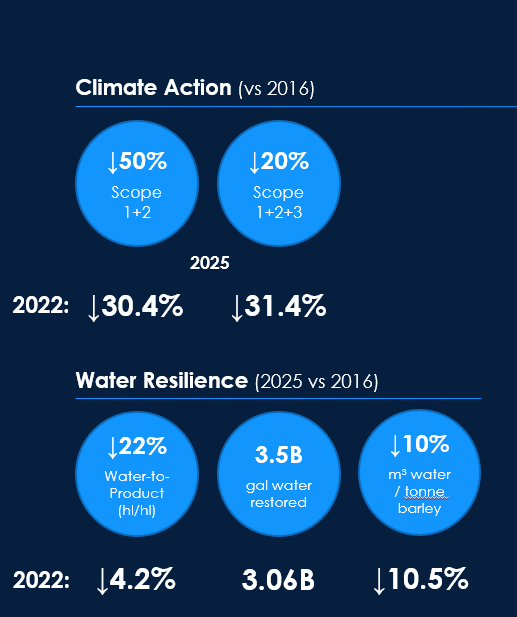 Climate Action (vs 2016)
↓50%
Scope
1+2
↓20%
Scope
1+2+3
2025
2022: ↓30.4% ↓31.4%
Water Resilience (2025 vs 2016)
↓22%
Water-to-
Product
(hl/hl)
3.5B
gal water
restored
↓10%
m³ water
/ tonne
barley
2022: ↓4.2% 3.06B ↓10.5%